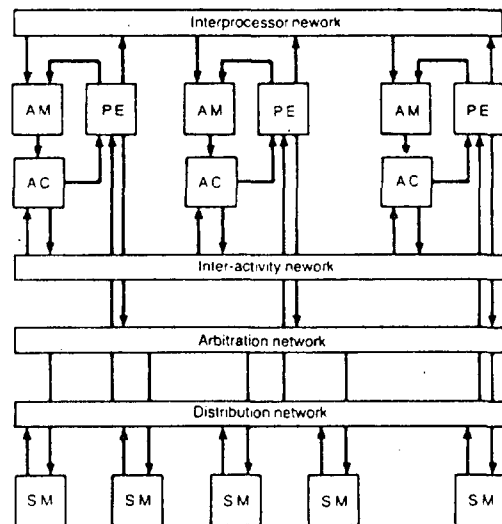 Interprocessor nework
AM PE AM PE AM PE
AC AC AC
Inter-activity nework
Arbitration network
Distribution network
SM SM SM SM SM